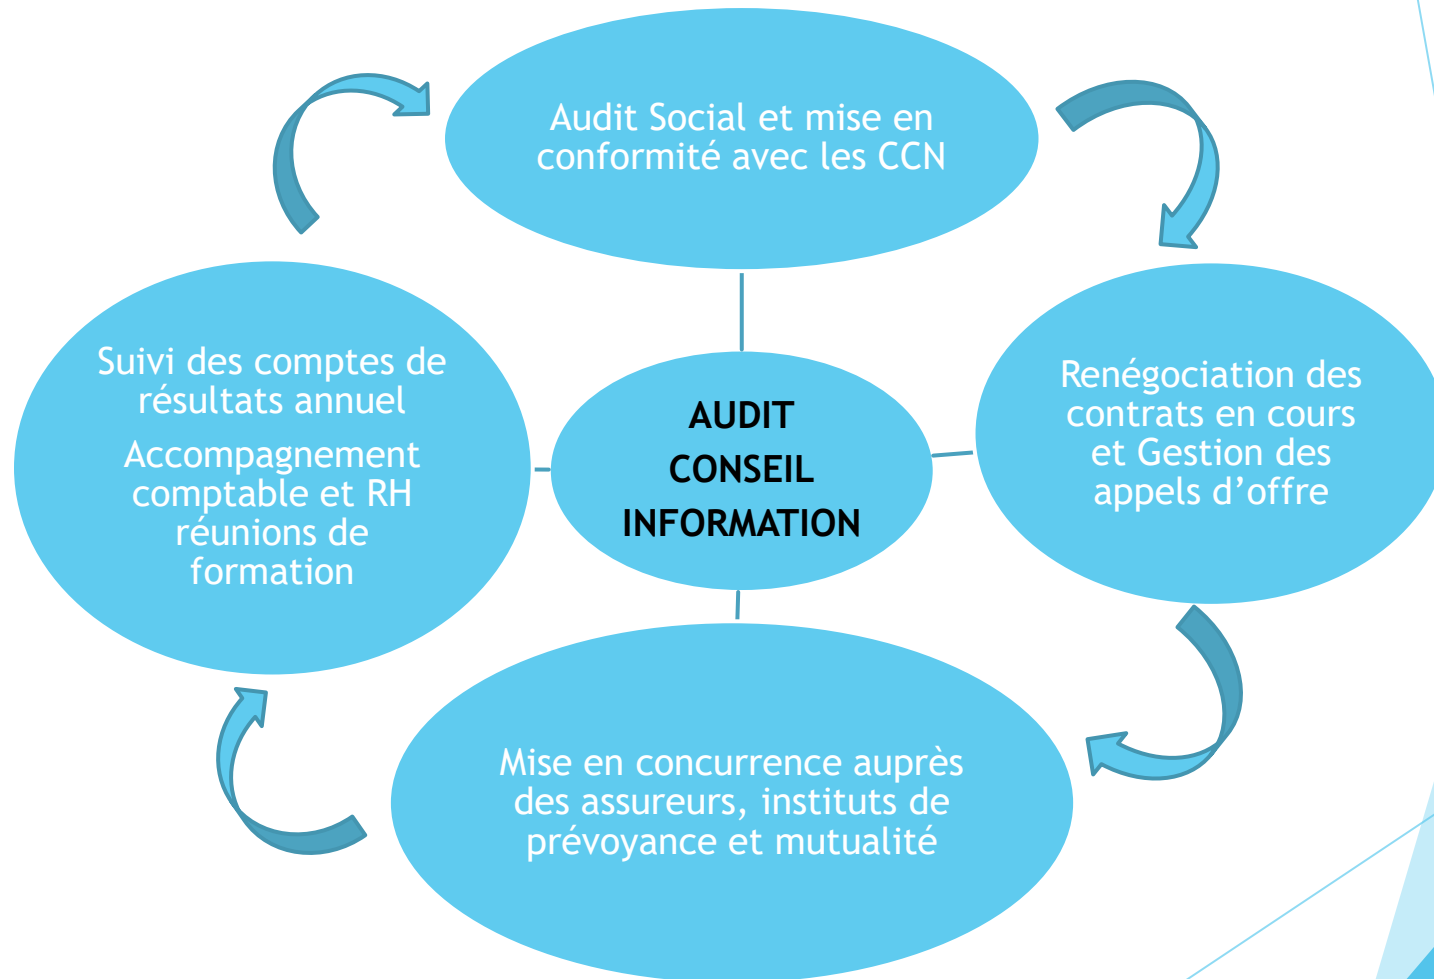 Audit Social et mise en
conformité avec les CCN
Suivi des comptes de
résultats annuel
Accompagnement
comptable et RH
réunions de
formation
AUDIT
CONSEIL
INFORMATION
Renégociation des
contrats en cours
et Gestion des
appels d’offre
Mise en concurrence auprès
des assureurs, instituts de
prévoyance et mutualité